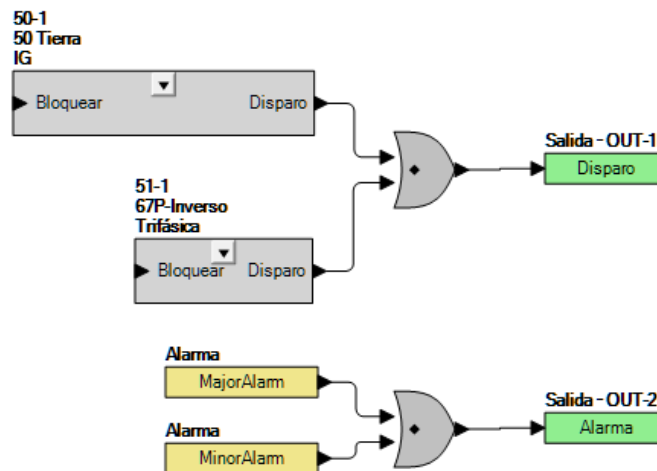 50-1
50 Tierra
IG
Bloquear Disparo
Salida - OUT-1
Disparo
51-1
67P-Inverso
Trifásica
Bloquear Disparo
Alarma
MajorAlarm
Salida - OUT-2
Alarma
Alarma
MinorAlarm